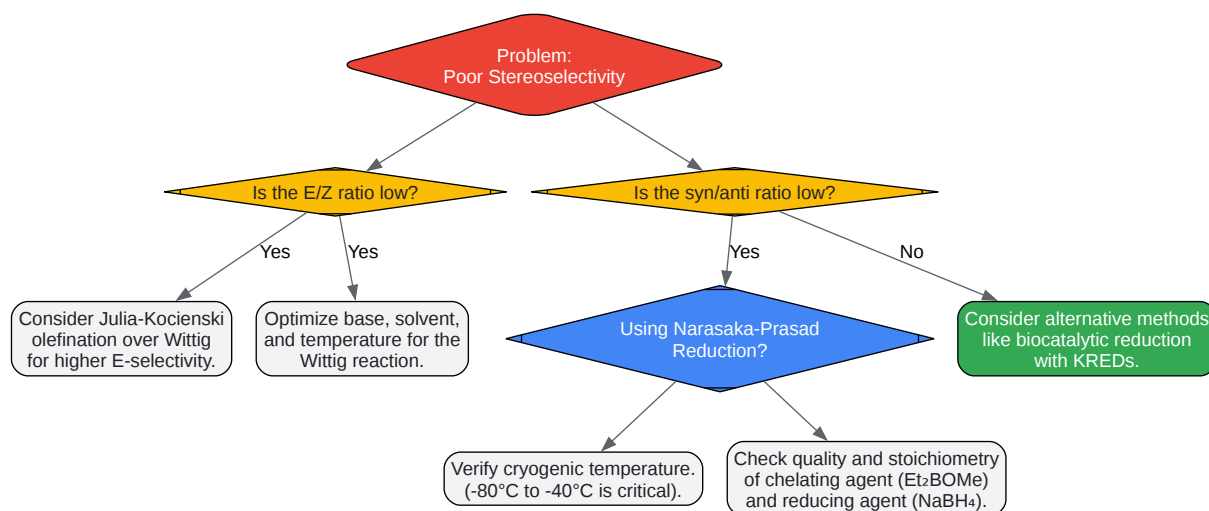 Problem:
Poor Stereoselectivity
Is the E/Z ratio low?
Is the syn/anti ratio low?
Yes
Yes
Yes
No
Consider Julia-Kocienski
olefination over Wittig
for higher E-selectivity.
Optimize base, solvent,
and temperature for the
Wittig reaction.
Using Narasaka-Prasad
Reduction?
Consider alternative methods
like biocatalytic reduction
with KREDs.
Verify cryogenic temperature.
(-80°C to -40°C is critical).
Check quality and stoichiometry
of chelating agent (Et₂BOMe)
and reducing agent (NaBH₄).